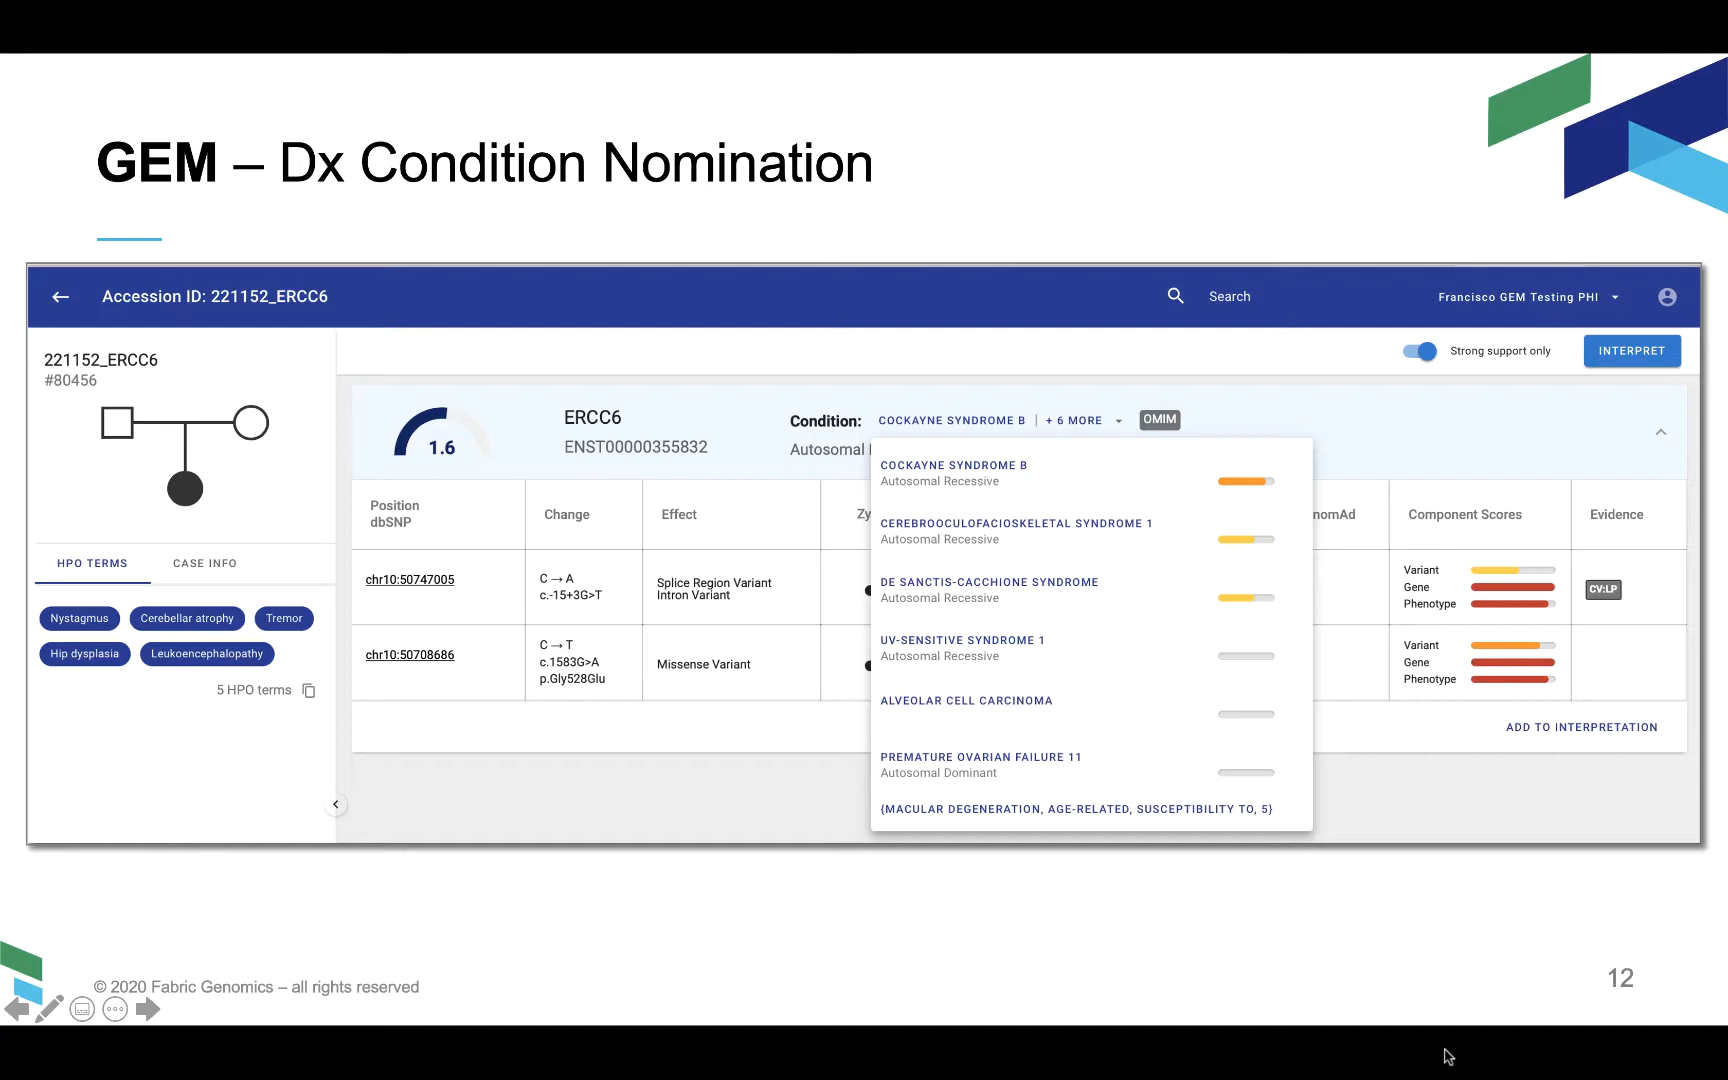 GEM – Dx Condition Nomination
Accession ID: 221152_ERCC6
Search
Francisco GEM Testing PHI
221152_ERCC6
#80456
HPO TERMS
CASE INFO
Nystagmus
Cerebellar atrophy
Tremor
Hip dysplasia
Leukoencephalopathy
5 HPO terms
Strong support only
INTERPRET
1.6
ERCC6
ENST00000355832
Condition:
COCKAYNE SYNDROME B | + 6 MORE
OMIM
Autosomal
COCKAYNE SYNDROME B
Autosomal Recessive
CEREBROOCULOFACIOSKELETAL SYNDROME 1
Autosomal Recessive
DE SANCTIS-CACCHIONE SYNDROME
Autosomal Recessive
UV-SENSITIVE SYNDROME 1
Autosomal Recessive
ALVEOLAR CELL CARCINOMA
PREMATURE OVARIAN FAILURE 11
Autosomal Dominant
{MACULAR DEGENERATION, AGE-RELATED, SUSCEPTIBILITY TO, 5}
Position
dbSNP
Change
Effect
Zy
nomAd
Component Scores
Evidence
chr10:50747005
C → A
c.-15+3G>T
Splice Region Variant
Intron Variant
Variant
Gene
Phenotype
CV:LP
chr10:50708686
C → T
c.1583G>A
p.Gly528Glu
Missense Variant
Variant
Gene
Phenotype
ADD TO INTERPRETATION
© 2020 Fabric Genomics – all rights reserved
12